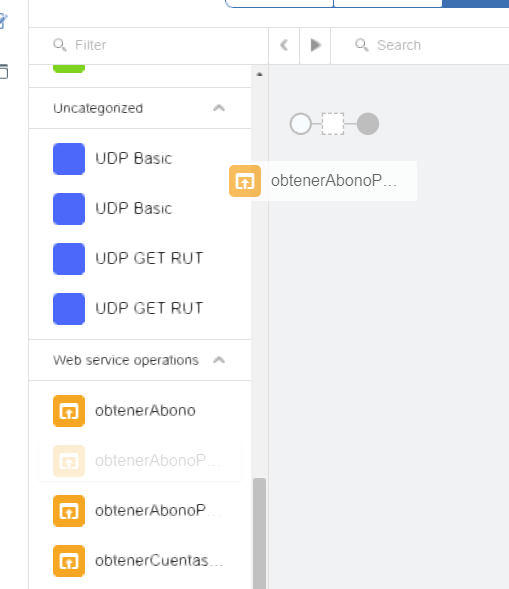 Filter
Search
Uncategorized
UDP Basic
UDP Basic
obtenerAbonoP...
UDP GET RUT
UDP GET RUT
Web service operations
obtenerAbono
obtenerAbonoP...
obtenerAbonoP...
obtenerCuentas...